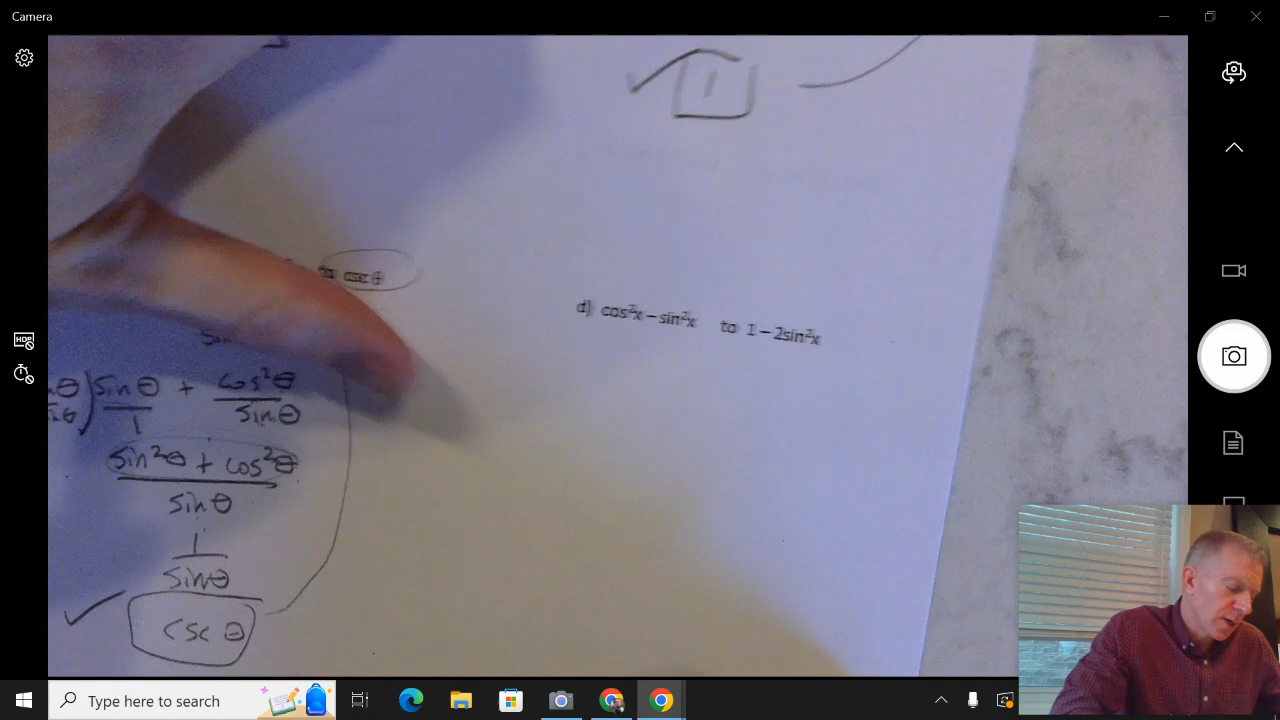 Camera
1
to csc θ
d) cos²x – sin²x to 1 – 2sin²x
sin θ/1 + cos²θ/sin θ
sin²θ + cos²θ
sin θ
1
sin θ
csc θ
Type here to search